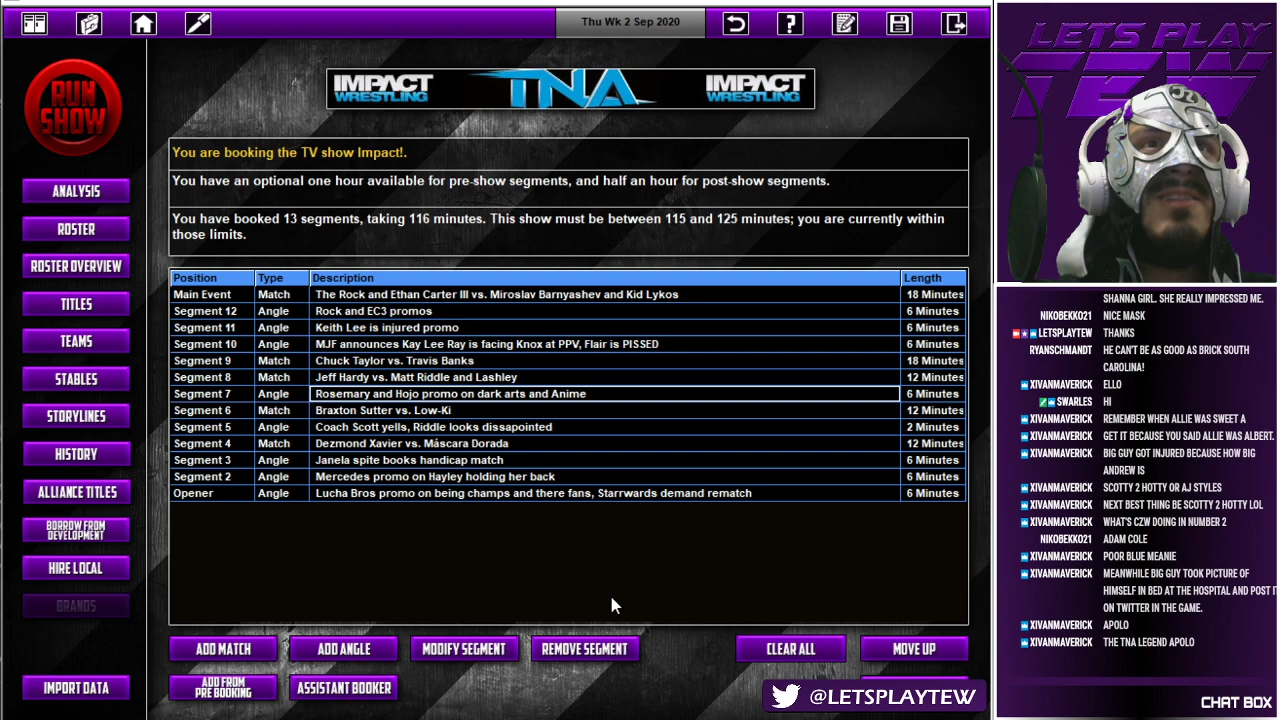 Thu Wk 2 Sep 2020
LETS PLAY
TEW
RUN
SHOW
IMPACT
WRESTLING
TNA
IMPACT
WRESTLING
You are booking the TV show Impact!.
You have an optional one hour available for pre-show segments, and half an hour for post-show segments.
You have booked 13 segments, taking 116 minutes. This show must be between 115 and 125 minutes; you are currently within
those limits.
ANALYSIS
ROSTER
ROSTER OVERVIEW
TITLES
TEAMS
STABLES
STORYLINES
HISTORY
ALLIANCE TITLES
BORROW FROM
DEVELOPMENT
HIRE LOCAL
BRANDS
IMPORT DATA
Position Type Description Length
Main Event Match The Rock and Ethan Carter III vs. Miroslav Barnyashev and Kid Lykos 18 Minutes
Segment 12 Angle Rock and EC3 promos 6 Minutes
Segment 11 Angle Keith Lee is injured promo 6 Minutes
Segment 10 Angle MJF announces Kay Lee Ray is facing Knox at PPV, Flair is PISSED 6 Minutes
Segment 9 Match Chuck Taylor vs. Travis Banks 18 Minutes
Segment 8 Match Jeff Hardy vs. Matt Riddle and Lashley 12 Minutes
Segment 7 Angle Rosemary and Hojo promo on dark arts and Anime 6 Minutes
Segment 6 Match Braxton Sutter vs. Low-Ki 12 Minutes
Segment 5 Angle Coach Scott yells, Riddle looks dissapointed 2 Minutes
Segment 4 Match Dezmond Xavier vs. Máscara Dorada 12 Minutes
Segment 3 Angle Janela spite books handicap match 6 Minutes
Segment 2 Angle Mercedes promo on Hayley holding her back 6 Minutes
Opener Angle Lucha Bros promo on being champs and there fans, Starrwards demand rematch 6 Minutes
ADD MATCH ADD ANGLE MODIFY SEGMENT REMOVE SEGMENT CLEAR ALL MOVE UP
ADD FROM
PRE BOOKING
ASSISTANT BOOKER
@LETSPLAYTEW
SHANNA GIRL. SHE REALLY IMPRESSED ME.
NIKOBEKKO21 NICE MASK
LETSPLAYTEW THANKS
RYANSCHMANDT HE CAN'T BE AS GOOD AS BRICK SOUTH
CAROLINA!
XIVANMAVERICK ELLO
SWARLES HI
XIVANMAVERICK REMEMBER WHEN ALLIE WAS SWEET A
XIVANMAVERICK GET IT BECAUSE YOU SAID ALLIE WAS ALBERT.
XIVANMAVERICK BIG GUY GOT INJURED BECAUSE HOW BIG
ANDREW IS
XIVANMAVERICK SCOTTY 2 HOTTY OR AJ STYLES
XIVANMAVERICK NEXT BEST THING BE SCOTTY 2 HOTTY LOL
XIVANMAVERICK WHAT'S CZW DOING IN NUMBER 2
NIKOBEKKO21 ADAM COLE
XIVANMAVERICK POOR BLUE MEANIE
XIVANMAVERICK MEANWHILE BIG GUY TOOK PICTURE OF
HIMSELF IN BED AT THE HOSPITAL AND POST IT
ON TWITTER IN THE GAME.
XIVANMAVERICK APOLO
XIVANMAVERICK THE TNA LEGEND APOLO
CHAT BOX